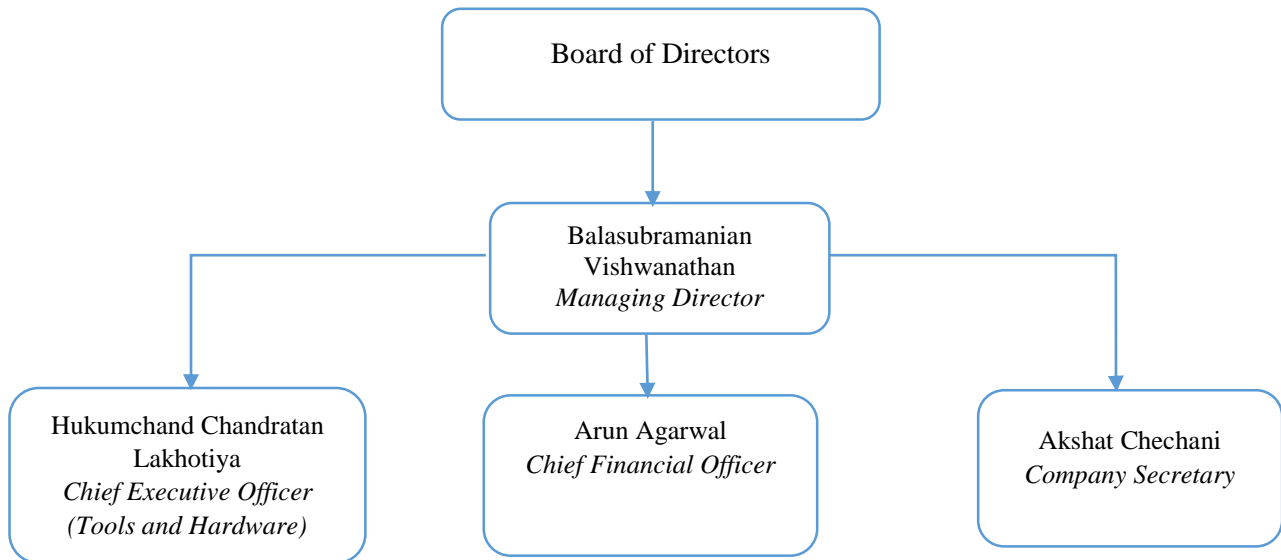 Board of Directors
Balasubramanian
Vishwanathan
Managing Director
Hukumchand Chandratan
Lakhotiya
Chief Executive Officer
(Tools and Hardware)
Arun Agarwal
Chief Financial Officer
Akshat Chechani
Company Secretary